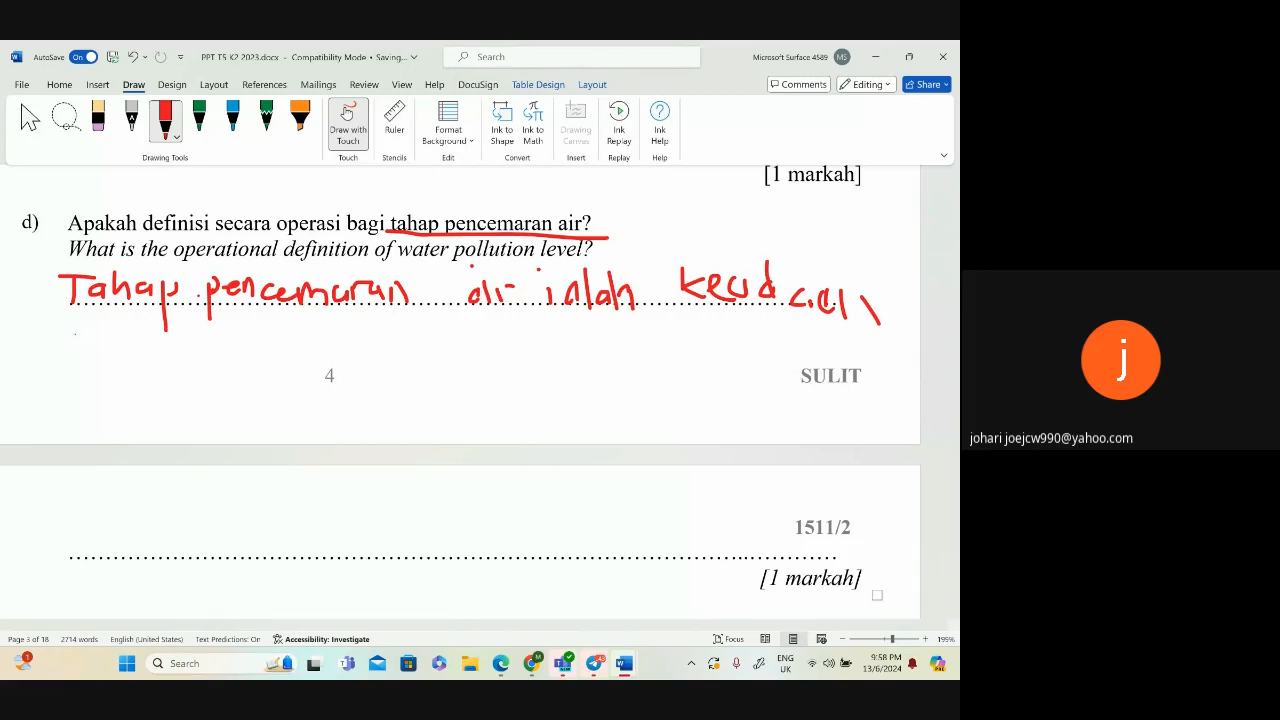 AutoSave On PPT T5 K2 2023.docx - Compatibility Mode • Saving... Search Microsoft Surface 4589 MS
File Home Insert Draw Design Layout References Mailings Review View Help DocuSign Table Design Layout Comments Editing Share
Draw with Touch Ruler Format Background Ink to Shape Ink to Math Drawing Canvas Ink Replay Ink Help
Drawing Tools Touch Stencils Edit Convert Insert Replay Help
[1 markah]
d) Apakah definisi secara operasi bagi tahap pencemaran air?
What is the operational definition of water pollution level?
Tahap pencemaran air ialah
4 SULIT
j
johari joejcw990@yahoo.com
1511/2
[1 markah]
Page 3 of 18 2714 words English (United States) Text Predictions: On Accessibility: Investigate Focus 199%
1 Search ENG UK 9:58 PM 13/6/2024